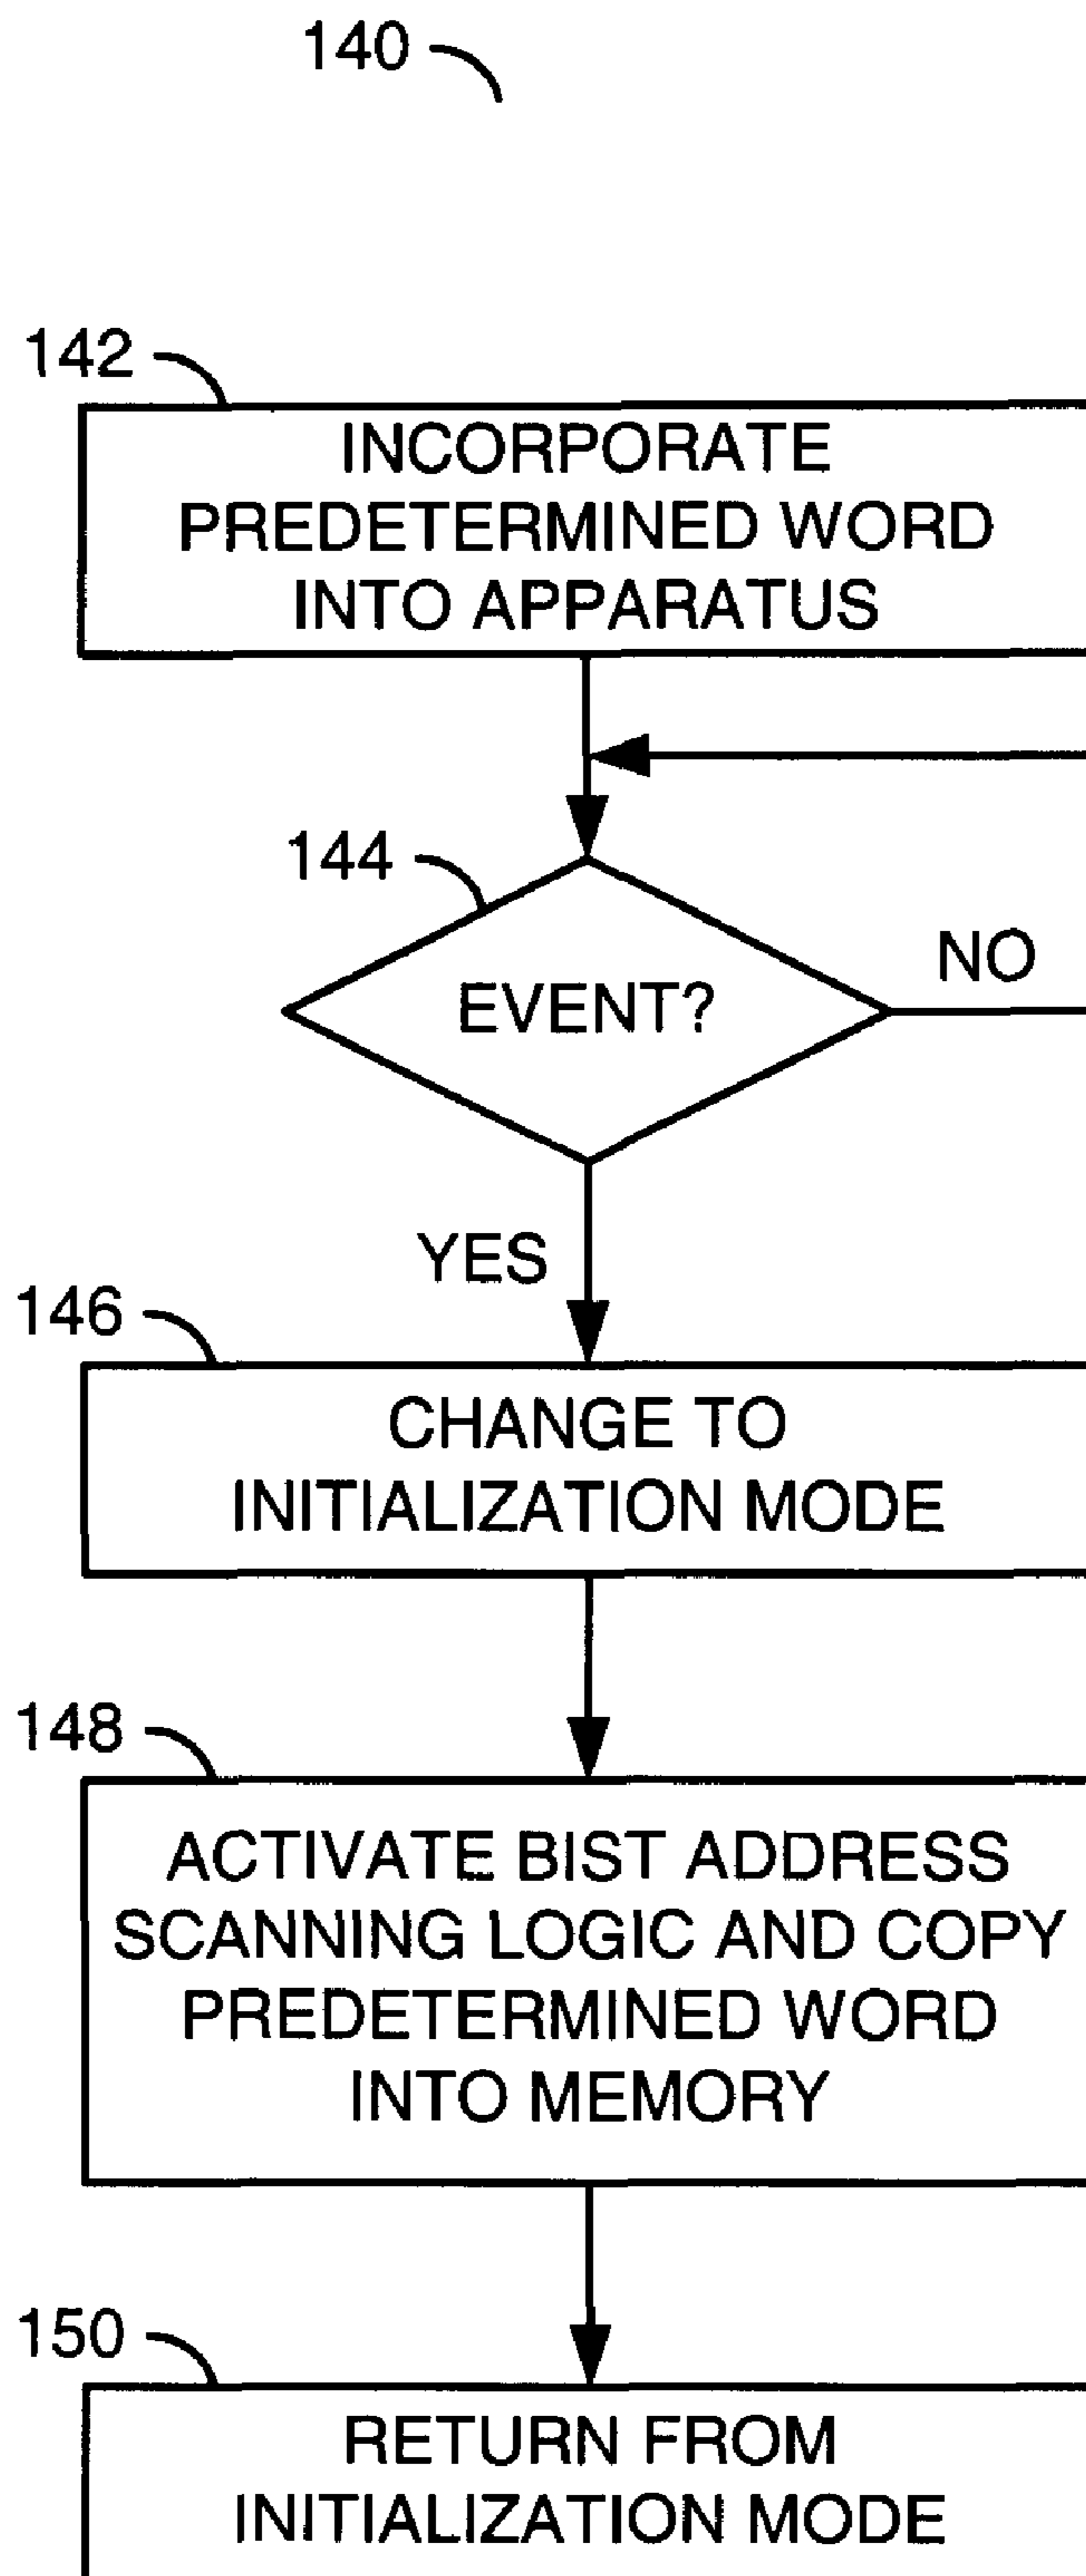 140
142
INCORPORATE
PREDETERMINED WORD
INTO APPARATUS
144
EVENT?
NO
YES
146
CHANGE TO
INITIALIZATION MODE
148
ACTIVATE BIST ADDRESS
SCANNING LOGIC AND COPY
PREDETERMINED WORD
INTO MEMORY
150
RETURN FROM
INITIALIZATION MODE